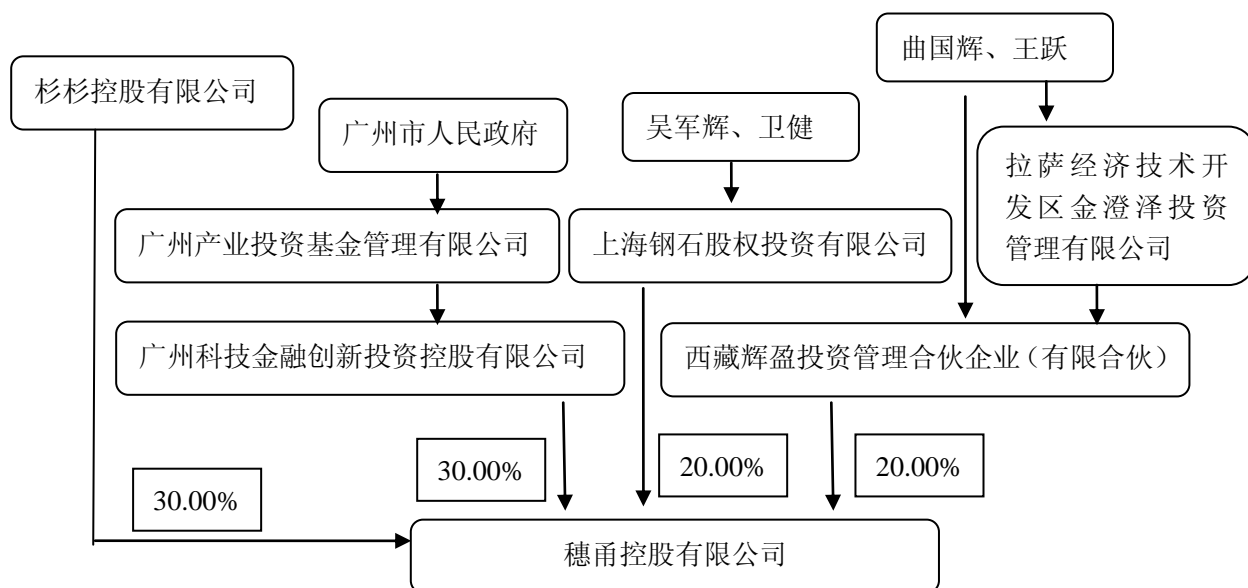 曲国辉、王跃
杉杉控股有限公司
广州市人民政府
吴军辉、卫健
拉萨经济技术开
发区金澄泽投资
管理有限公司
广州产业投资基金管理有限公司
上海钢石股权投资有限公司
广州科技金融创新投资控股有限公司
西藏辉盈投资管理合伙企业（有限合伙）
30.00%
30.00%
20.00%
20.00%
穗甬控股有限公司